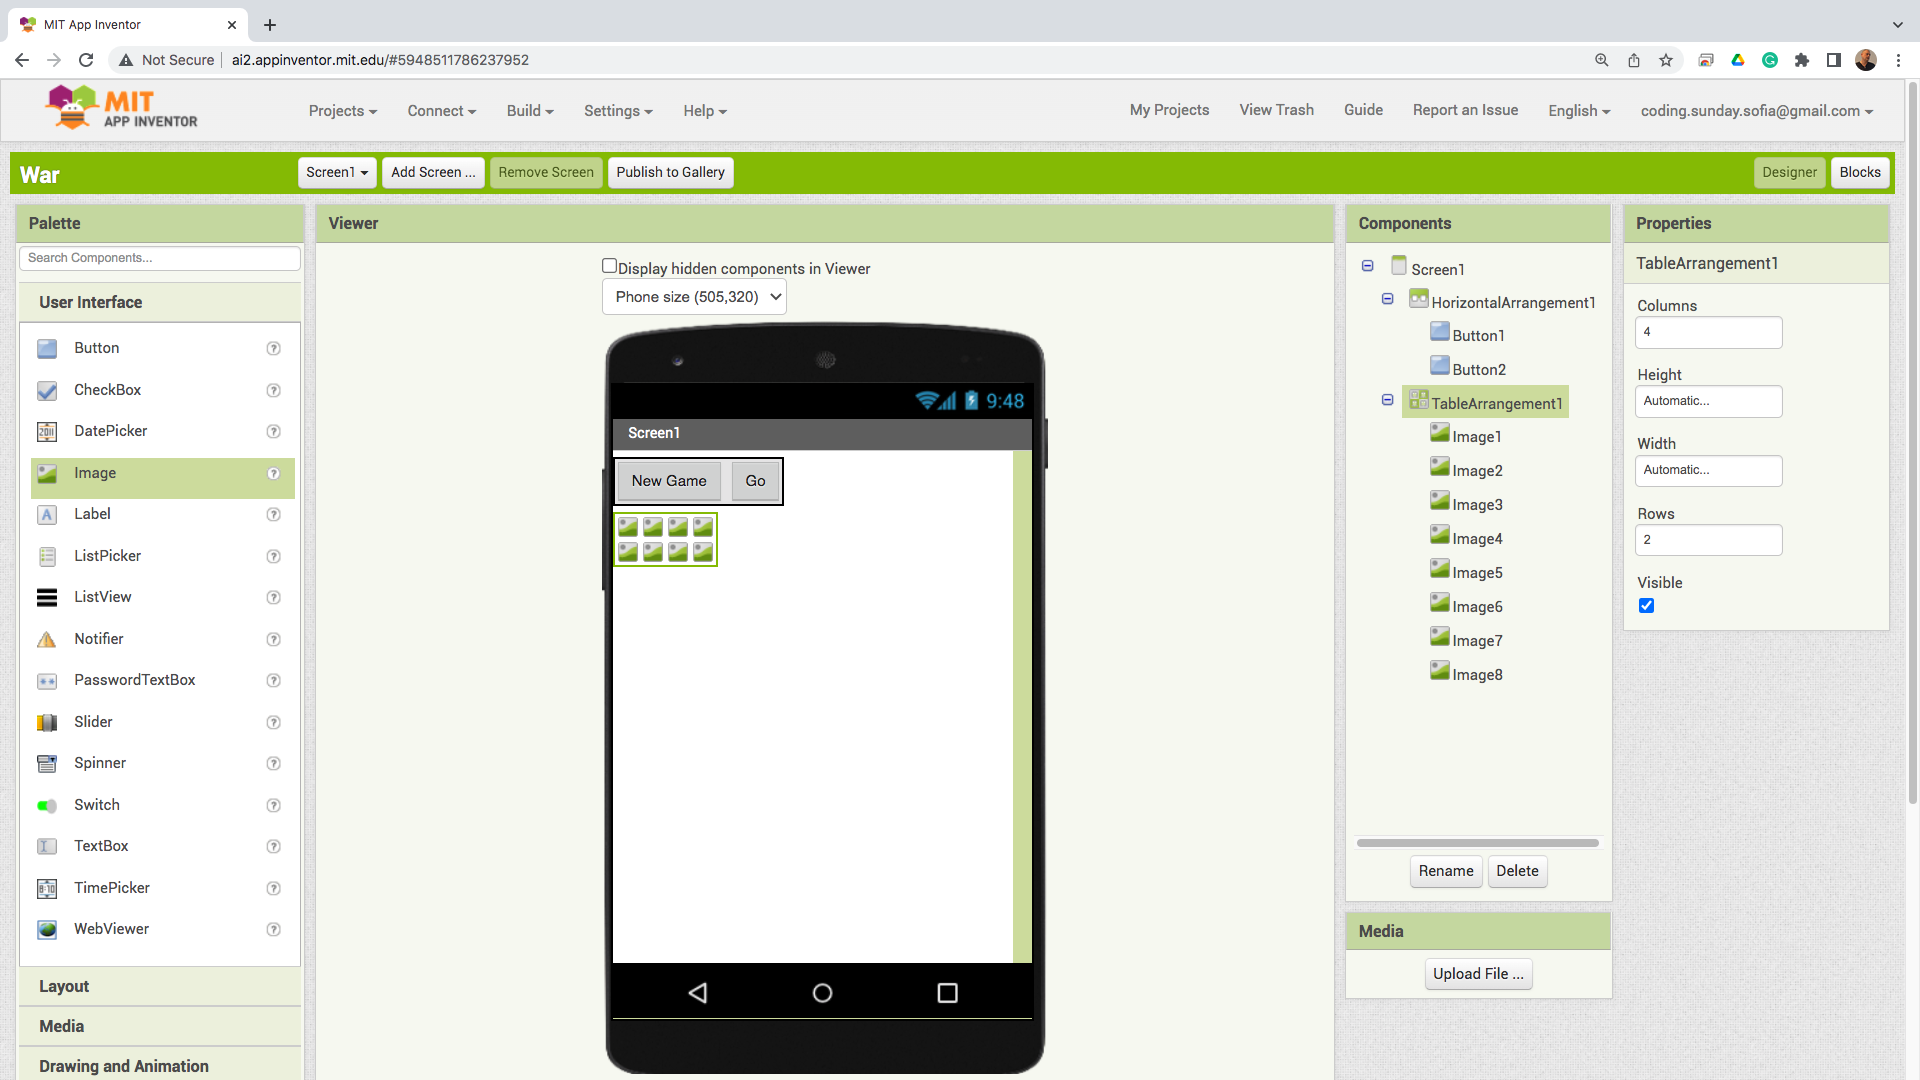 MIT App Inventor
Not Secure
ai2.appinventor.mit.edu/#5948511786237952
MIT
APP INVENTOR
Projects
Connect
Build
Settings
Help
My Projects
View Trash
Guide
Report an Issue
English
coding.sunday.sofia@gmail.com
War
Screen1
Add Screen ...
Remove Screen
Publish to Gallery
Designer
Blocks
Palette
Search Components...
User Interface
Button
CheckBox
DatePicker
Image
Label
ListPicker
ListView
Notifier
PasswordTextBox
Slider
Spinner
Switch
TextBox
TimePicker
WebViewer
Layout
Media
Drawing and Animation
Viewer
Display hidden components in Viewer
Phone size (505,320)
9:48
Screen1
New Game
Go
Components
Screen1
HorizontalArrangement1
Button1
Button2
TableArrangement1
Image1
Image2
Image3
Image4
Image5
Image6
Image7
Image8
Rename
Delete
Media
Upload File ...
Properties
TableArrangement1
Columns
4
Height
Automatic...
Width
Automatic...
Rows
2
Visible